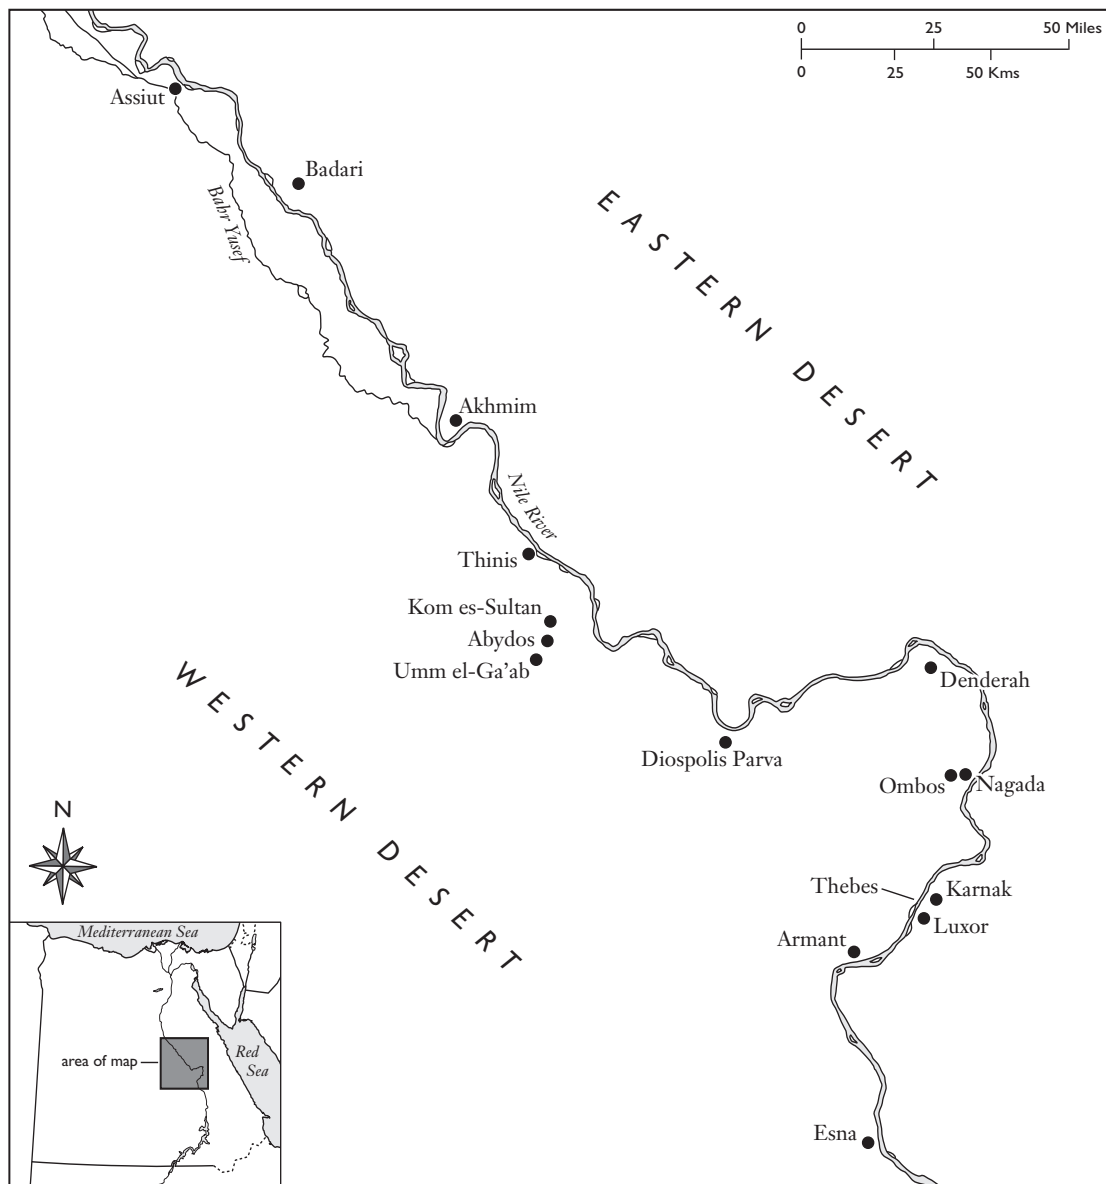 0 25 50 Miles
0 25 50 Kms
Assiut
Badari
Bahr Yusef
EASTERN DESERT
Akhmim
Nile River
Thinis
Kom es-Sultan
Abydos
Umm el-Ga'ab
WESTERN DESERT
Denderah
Diospolis Parva
Ombos
Nagada
N
Thebes
Karnak
Luxor
Armant
Mediterranean Sea
area of map
Red
Sea
Esna